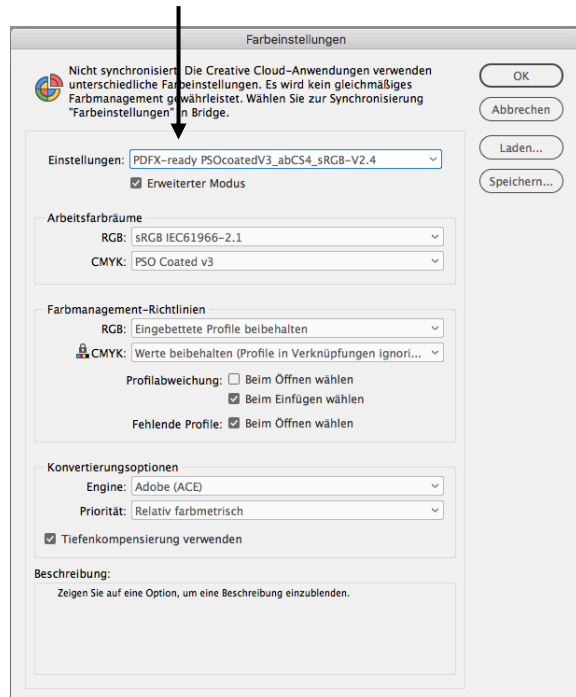 Farbeinstellungen
Nicht synchronisiert: Die Creative Cloud-Anwendungen verwenden
unterschiedliche Farbeinstellungen. Es wird kein gleichmäßiges
Farbmanagement gewährleistet. Wählen Sie zur Synchronisierung
"Farbeinstellungen" in Bridge.
OK
Abbrechen
Laden...
Speichern...
Einstellungen: PDFX-ready PSOcoatedV3_abCS4_sRGB-V2.4
Erweiterter Modus
Arbeitsfarbräume
RGB: sRGB IEC61966-2.1
CMYK: PSO Coated v3
Farbmanagement-Richtlinien
RGB: Eingebettete Profile beibehalten
CMYK: Werte beibehalten (Profile in Verknüpfungen ignori...
Profilabweichung: Beim Öffnen wählen
Beim Einfügen wählen
Fehlende Profile: Beim Öffnen wählen
Konvertierungsoptionen
Engine: Adobe (ACE)
Priorität: Relativ farbmetrisch
Tiefenkompensierung verwenden
Beschreibung:
Zeigen Sie auf eine Option, um eine Beschreibung einzublenden.